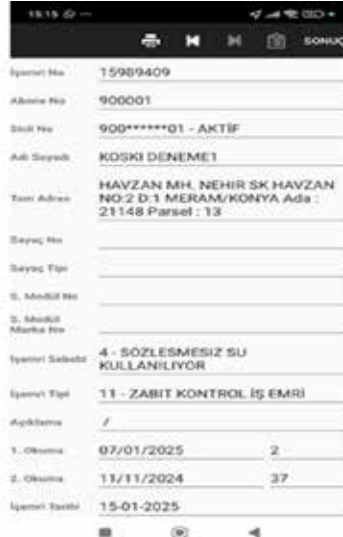 15.15
SONUÇ
İşemri No 15989409
Abone No 900001
Sicil No 900******01 - AKTİF
Adı Soyadı KOSKİ DENEME1
Tam Adres HAVZAN MH. NEHIR SK HAVZAN
NO:2 D:1 MERAM/KONYA Ada :
21148 Parsel : 13
Sayaç No
Sayaç Tipi
S. Modül No
S. Modül
Marka No
İşemri Sebebi 4 - SOZLESMESIZ SU
KULLANILIYOR
İşemri Tipi 11 - ZABIT KONTROL İŞ EMRİ
Açıklama /
1. Okuma 07/01/2025 2
2. Okuma 11/11/2024 37
İşemri Tarihi 15-01-2025